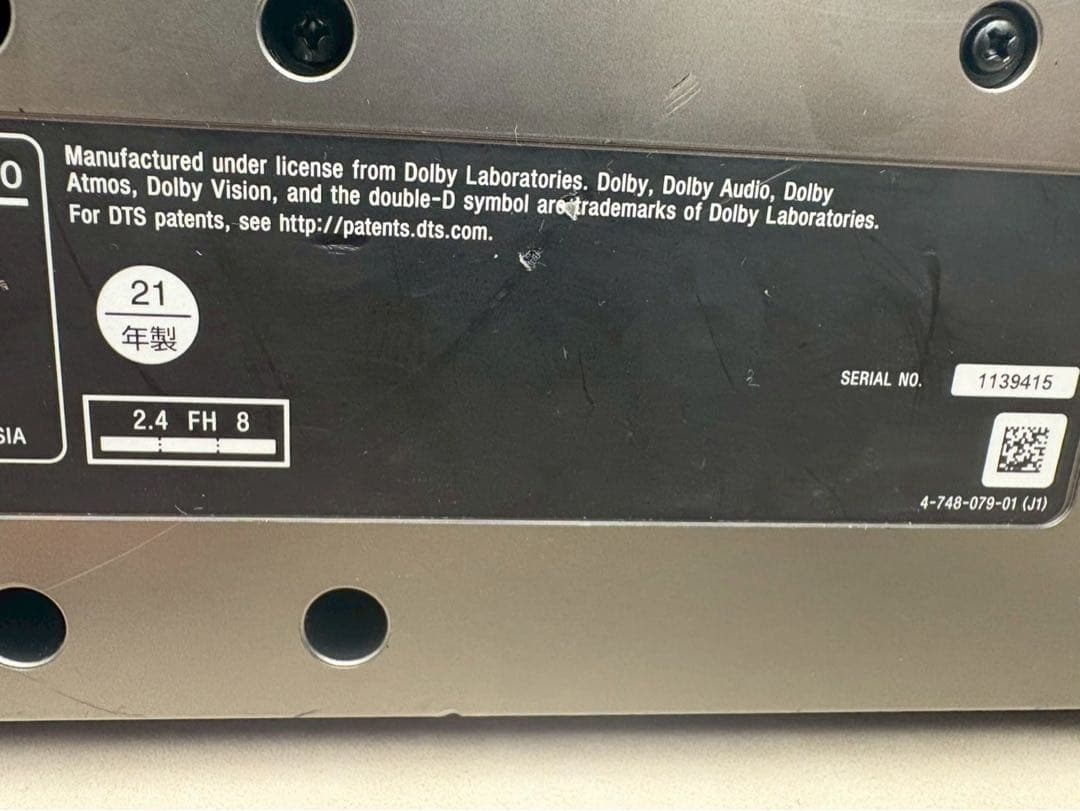 O
Manufactured under license from Dolby Laboratories. Dolby, Dolby Audio, Dolby
Atmos, Dolby Vision, and the double-D symbol are trademarks of Dolby Laboratories.
For DTS patents, see http://patents.dts.com.
21
年製
SERIAL NO. 1139415
2.4 FH 8
SIA
4-748-079-01 (J1)